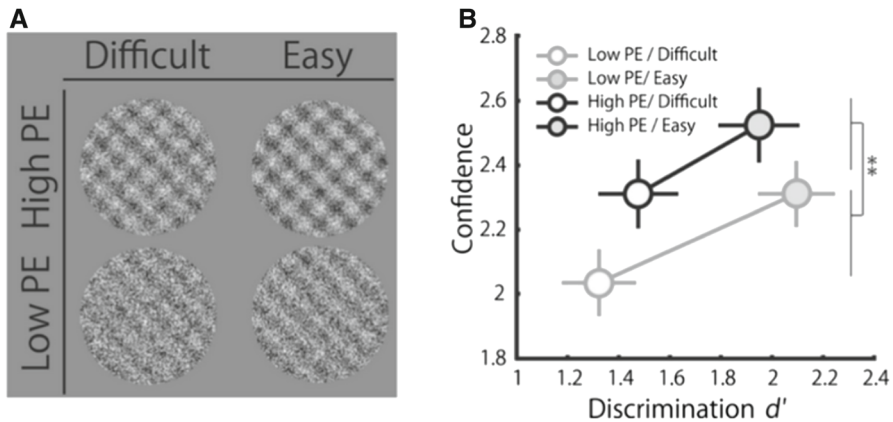 A
Difficult Easy
High PE
Low PE
B
2.8
2.6
2.4
2.2
2
1.8
Confidence
Low PE / Difficult
Low PE/ Easy
High PE/ Difficult
High PE / Easy
**
1 1.2 1.4 1.6 1.8 2 2.2 2.4
Discrimination d'